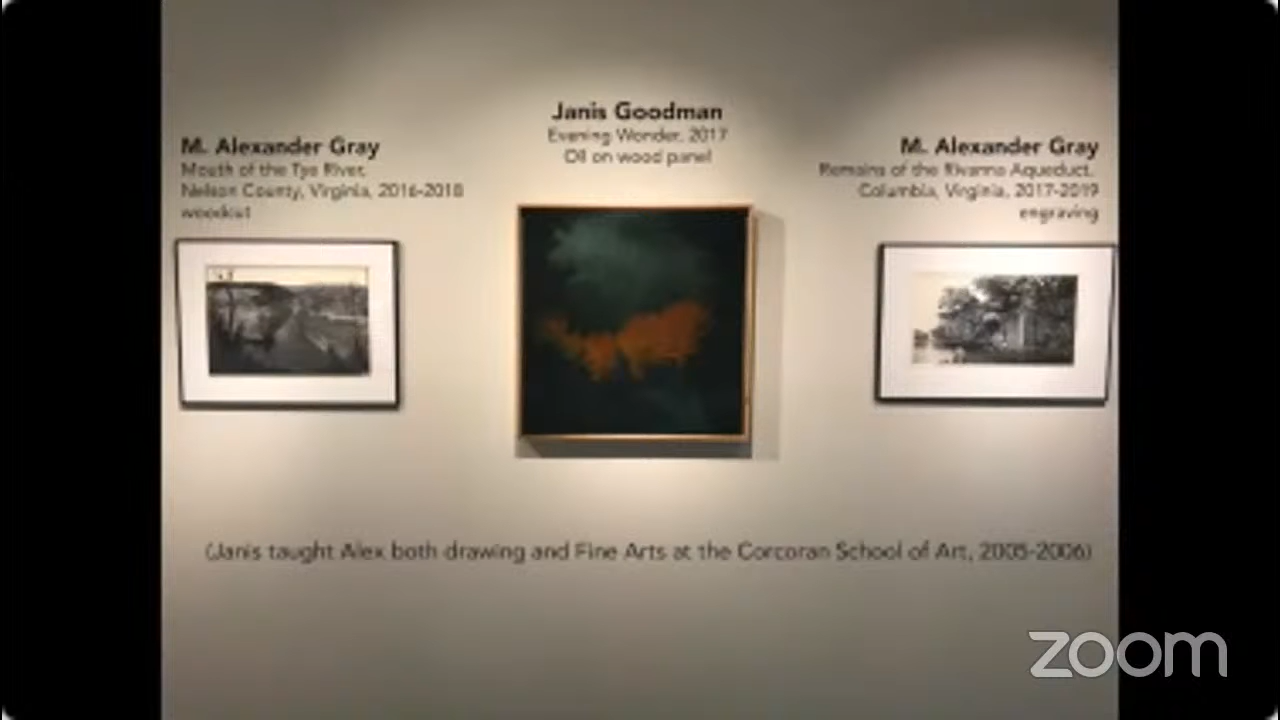 Janis Goodman
Evening Wonder, 2017
Oil on wood panel
M. Alexander Gray
Mouth of the Tye River,
Nelson County, Virginia, 2016-2018
woodcut
M. Alexander Gray
Remains of the Rivanna Aqueduct,
Columbia, Virginia, 2017-2019
engraving
(Janis taught Alex both drawing and Fine Arts at the Corcoran School of Art, 2005-2006)
zoom